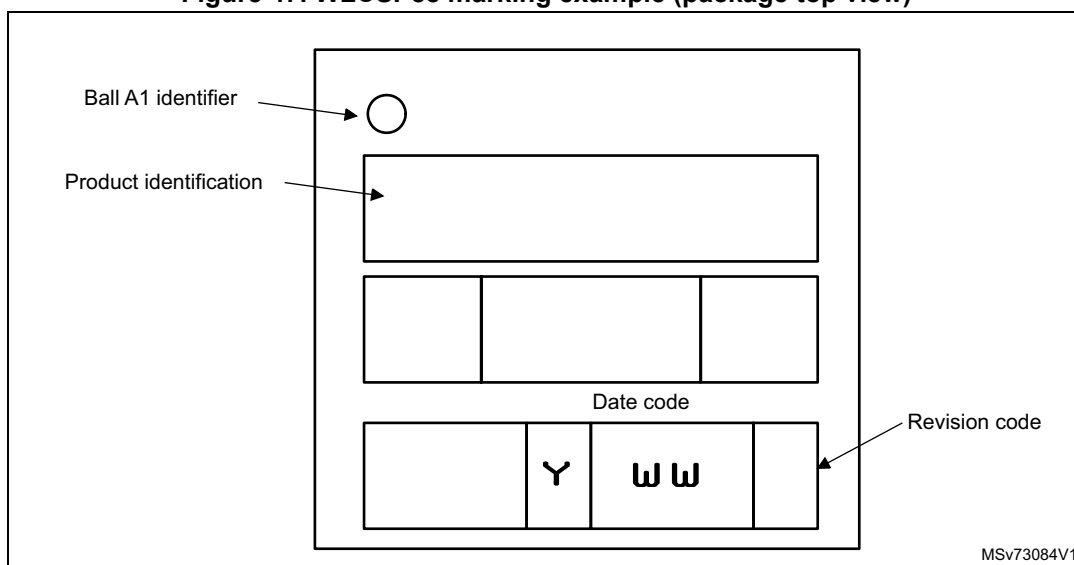 Ball A1 identifier
Product identification
Date code
Y WW
Revision code
MSv73084V1